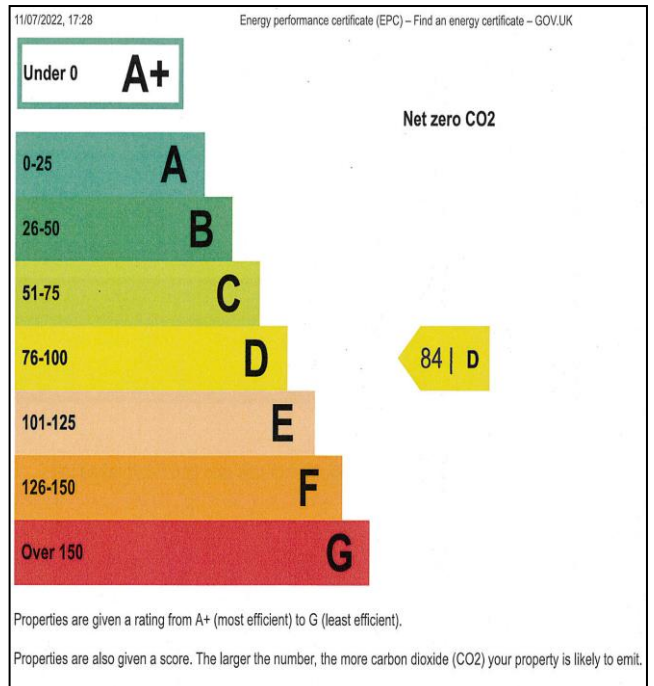 11/07/2022, 17:28 Energy performance certificate (EPC) – Find an energy certificate – GOV.UK
Under 0 A+
Net zero CO2
0-25 A
26-50 B
51-75 C
76-100 D 84 | D
101-125 E
126-150 F
Over 150 G
Properties are given a rating from A+ (most efficient) to G (least efficient).
Properties are also given a score. The larger the number, the more carbon dioxide (CO2) your property is likely to emit.